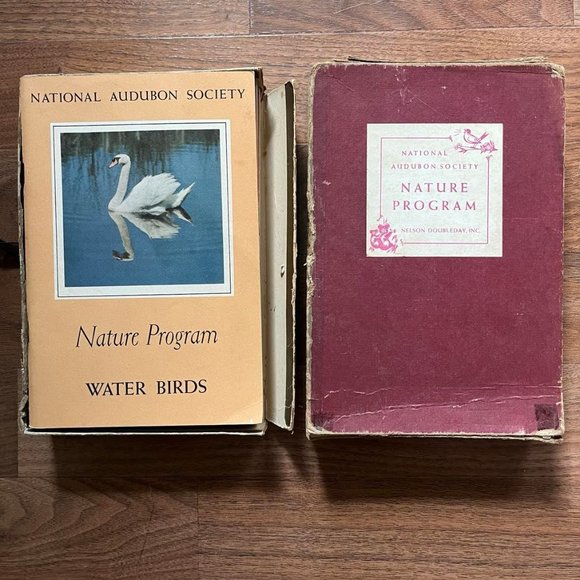 NATIONAL AUDUBON SOCIETY
Nature Program
WATER BIRDS
NATIONAL
AUDUBON SOCIETY
NATURE
PROGRAM
NELSON DOUBLEDAY, INC.